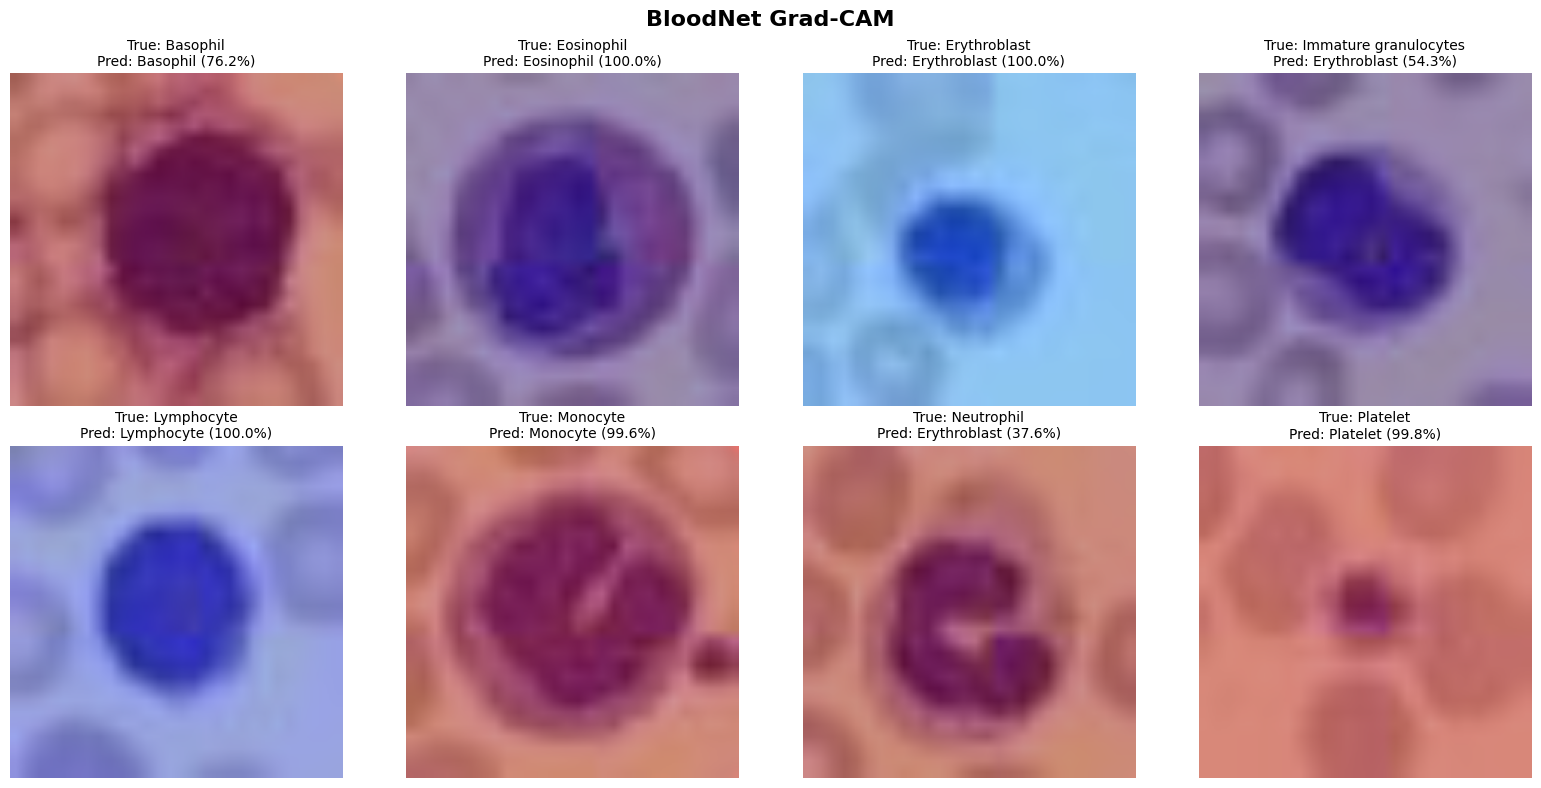 BloodNet Grad-CAM
True: Basophil
Pred: Basophil (76.2%)
True: Eosinophil
Pred: Eosinophil (100.0%)
True: Erythroblast
Pred: Erythroblast (100.0%)
True: Immature granulocytes
Pred: Erythroblast (54.3%)
True: Lymphocyte
Pred: Lymphocyte (100.0%)
True: Monocyte
Pred: Monocyte (99.6%)
True: Neutrophil
Pred: Erythroblast (37.6%)
True: Platelet
Pred: Platelet (99.8%)